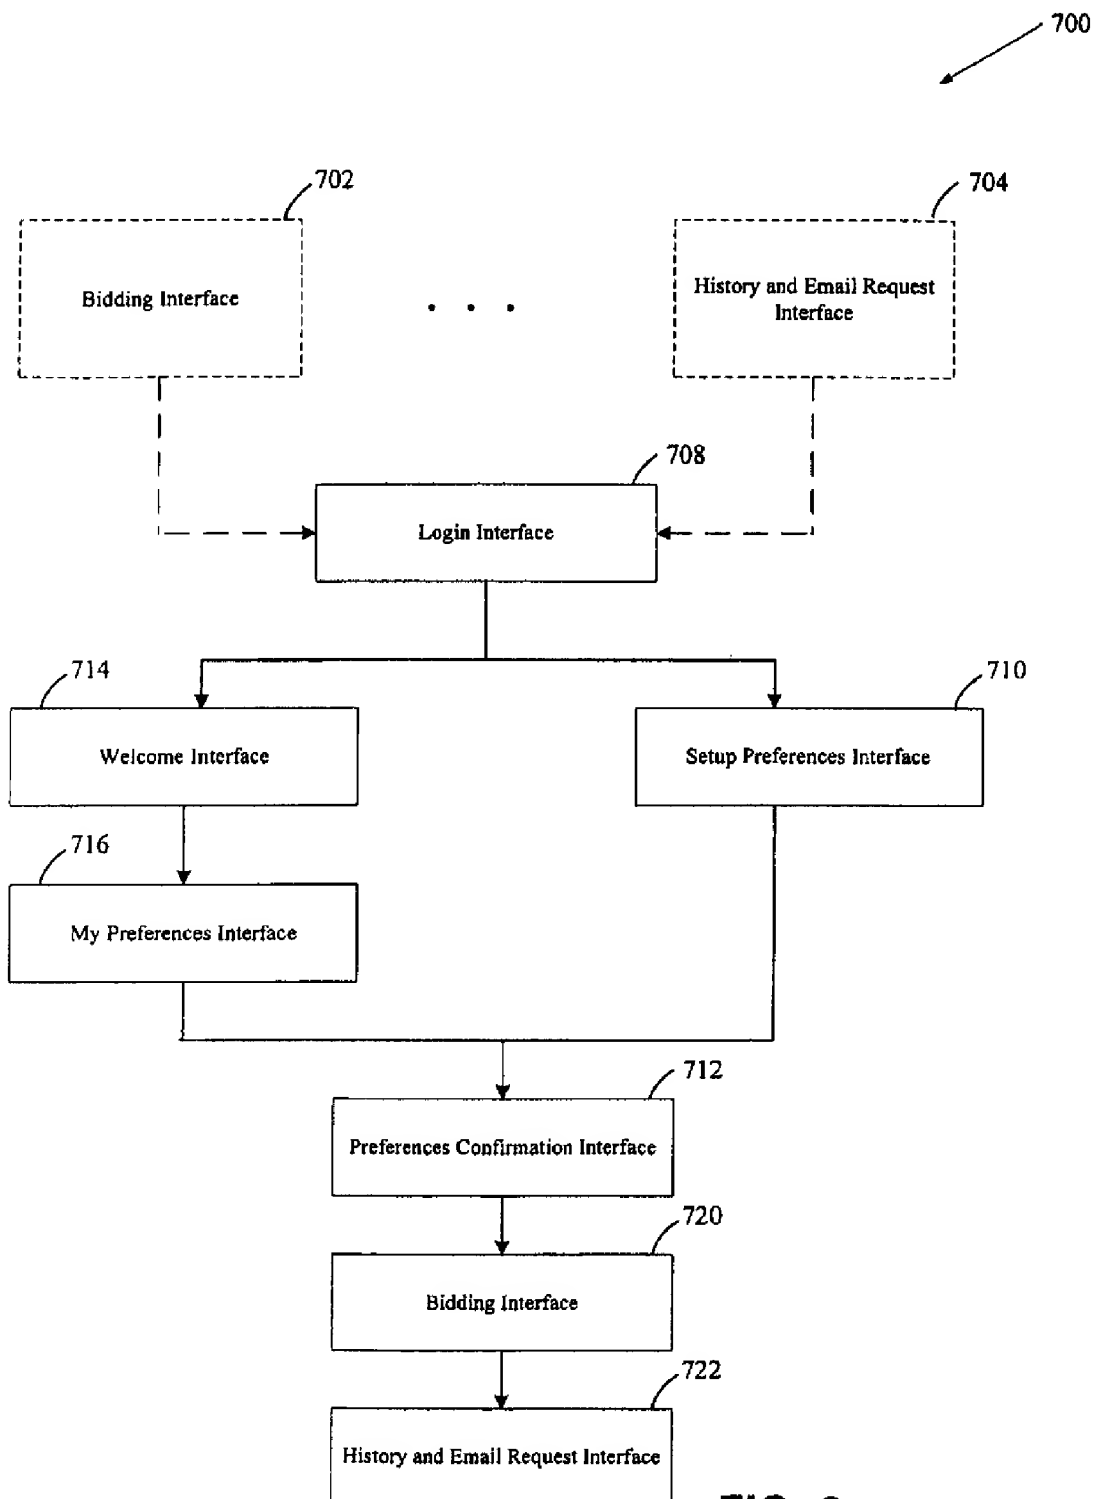 700
702
704
Bidding Interface
. . .
History and Email Request
Interface
708
Login Interface
714
710
Welcome Interface
Setup Preferences Interface
716
My Preferences Interface
712
Preferences Confirmation Interface
720
Bidding Interface
722
History and Email Request Interface